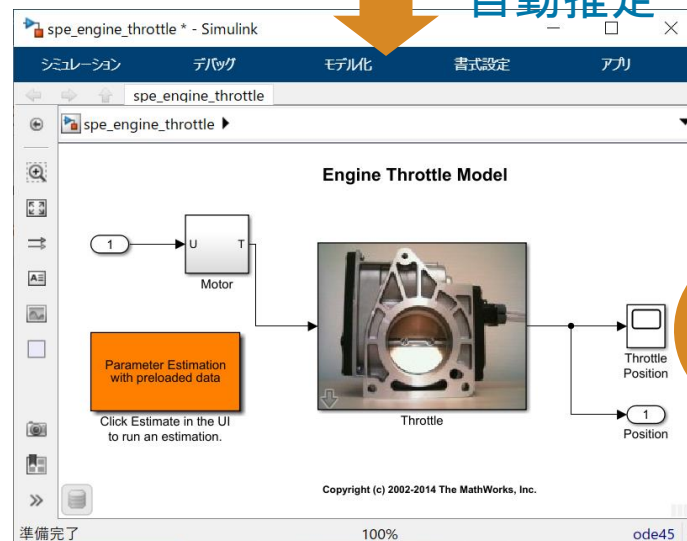 自動推定
spe_engine_throttle * - Simulink
シミュレーション デバッグ モデル化 書式設定 アプリ
spe_engine_throttle
spe_engine_throttle
Engine Throttle Model
1
U T
Motor
Parameter Estimation
with preloaded data
Click Estimate in the UI
to run an estimation.
Throttle
Throttle
Position
1
Position
Copyright (c) 2002-2014 The MathWorks, Inc.
準備完了 100% ode45